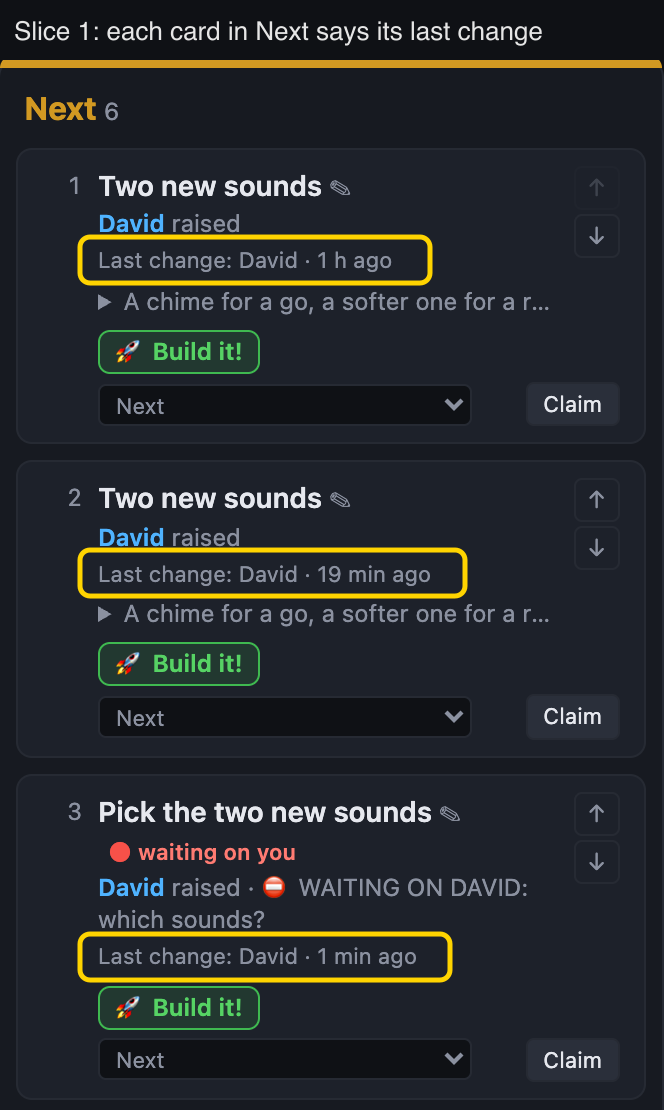 Slice 1: each card in Next says its last change
Next 6
1 Two new sounds
David raised
Last change: David · 1 h ago
A chime for a go, a softer one for a r...
Build it!
Next
Claim
2 Two new sounds
David raised
Last change: David · 19 min ago
A chime for a go, a softer one for a r...
Build it!
Next
Claim
3 Pick the two new sounds
waiting on you
David raised · WAITING ON DAVID:
which sounds?
Last change: David · 1 min ago
Build it!
Next
Claim